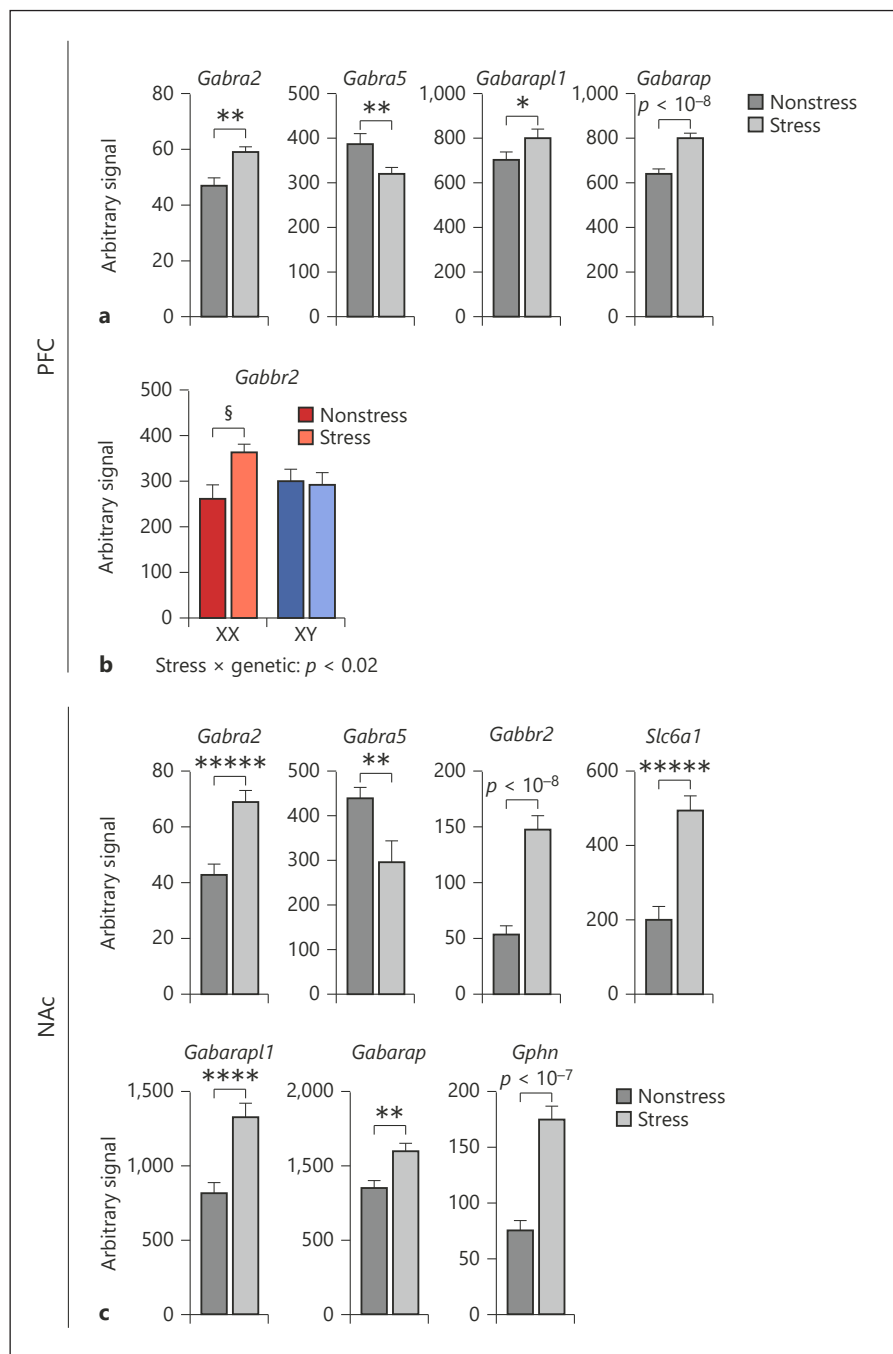 PFC
Gabra2
Arbitrary signal
80
60
40
20
0
**
Gabra5
500
400
300
200
100
0
**
Gabarapl1
1,000
800
600
400
200
0
*
Gabarap
1,000
800
600
400
200
0
p < 10–8
Nonstress
Stress
a
Gabbr2
Arbitrary signal
500
400
300
200
100
0
§
Nonstress
Stress
XX
XY
b
Stress × genetic: p < 0.02
NAc
Gabra2
Arbitrary signal
80
60
40
20
0
*****
Gabra5
500
400
300
200
100
0
**
Gabbr2
200
150
100
50
0
p < 10–8
Slc6a1
600
400
200
0
*****
Gabarapl1
Arbitrary signal
1,500
1,000
500
0
****
Gabarap
2,000
1,500
500
0
**
Gphn
200
150
100
50
0
p < 10–7
Nonstress
Stress
c